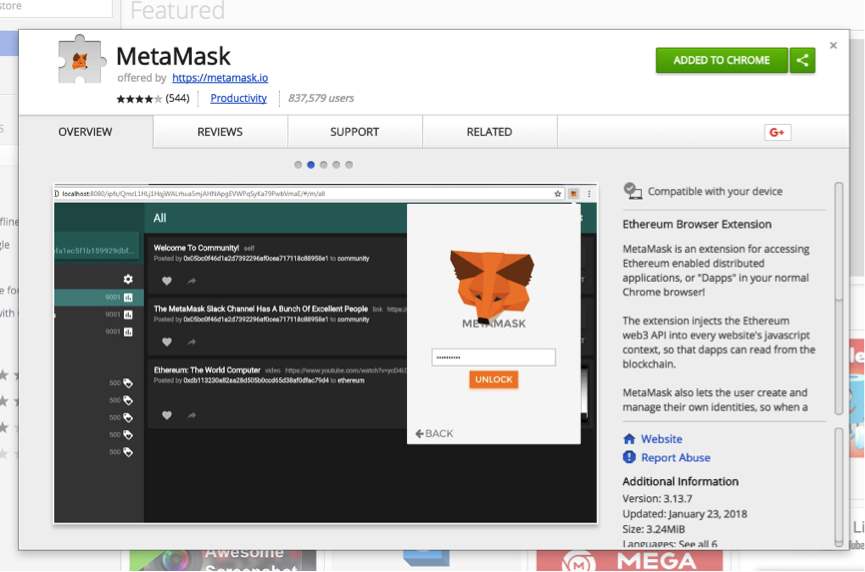 store
Featured
MetaMask
offered by https://metamask.io
(544) Productivity 837,579 users
ADDED TO CHROME
OVERVIEW REVIEWS SUPPORT RELATED
G+
localhost:8080/ipfs/QmcL1HLj1HqjWALrhua5mjAHNApgEVWPqSyKa79PwbVmaE/#/m/all
All
fa1ec5f1b159929dbf...
9001
9001
9001
500
500
500
500
500
Welcome To Community! self
Posted by 0x05bc0f46d1a2d7392296af0cea717118c88958e1 to community
The MetaMask Slack Channel Has A Bunch Of Excellent People link https:/
Posted by 0x05bc0f46d1a2d7392296af0cea717118c88958e1 to community
Ethereum: The World Computer video https://www.youtube.com/watch?v=
Posted by 0xdb113230a82aa28d505b0ccd65d38af0dfac79d4 to ethereum
METAMASK
UNLOCK
BACK
Compatible with your device
Ethereum Browser Extension
MetaMask is an extension for accessing
Ethereum enabled distributed
applications, or "Dapps" in your normal
Chrome browser!
The extension injects the Ethereum
web3 API into every website's javascript
context, so that dapps can read from the
blockchain.
MetaMask also lets the user create and
manage their own identities, so when a
Website
Report Abuse
Additional Information
Version: 3.13.7
Updated: January 23, 2018
Size: 3.24MiB
Languages: See all 6
Awesome
Screenshot
MEGA